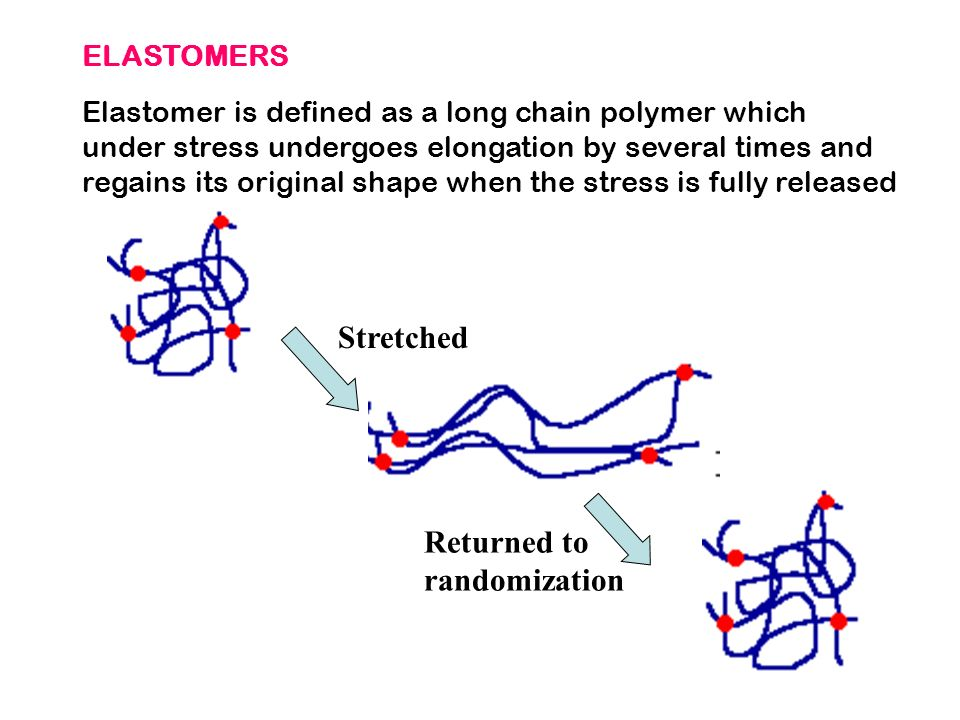 ELASTOMERS
Elastomer is defined as a long chain polymer which
under stress undergoes elongation by several times and
regains its original shape when the stress is fully released
Stretched
Returned to
randomization